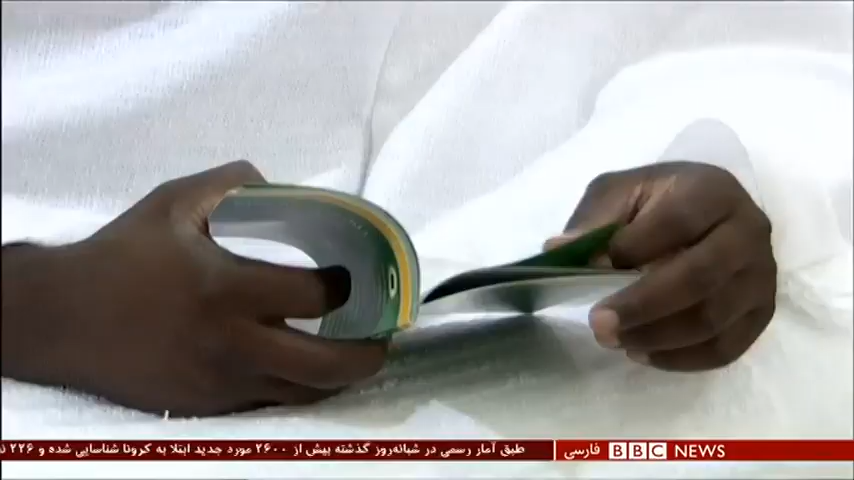 طبق آمار رسمی در شبانه‌روز گذشته بیش از ۲۶۰۰ مورد جدید ابتلا به کرونا شناسایی شده و ۲۲۶
فارسی BBC NEWS